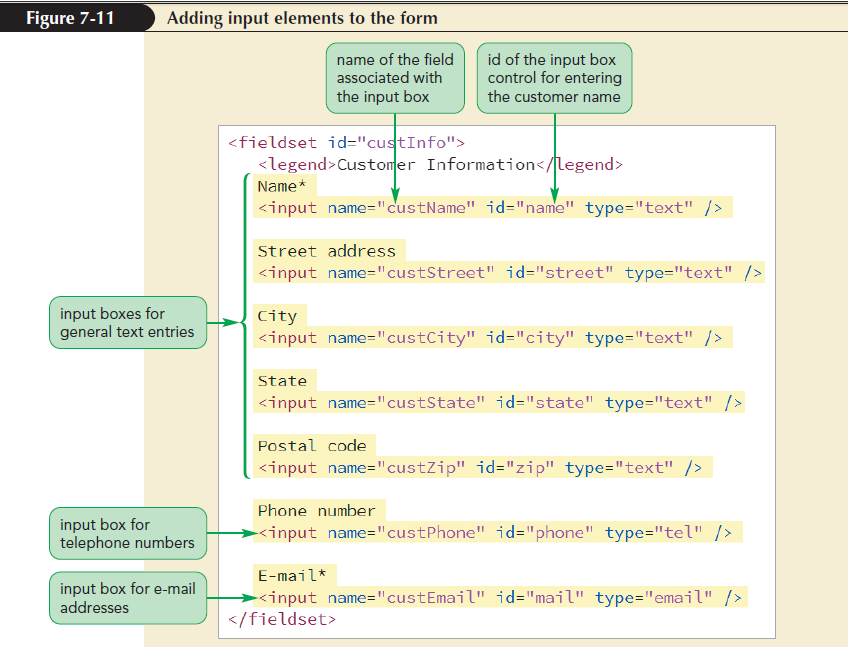 Figure 7-11
Adding input elements to the form
name of the field
associated with
the input box
id of the input box
control for entering
the customer name
<fieldset id="custInfo">
<legend>Customer Information</legend>
Name*
<input name="custName" id="name" type="text" />
Street address
<input name="custStreet" id="street" type="text" />
input boxes for
general text entries
City
<input name="custCity" id="city" type="text" />
State
<input name="custState" id="state" type="text" />
Postal code
<input name="custZip" id="zip" type="text" />
input box for
telephone numbers
Phone number
<input name="custPhone" id="phone" type="tel" />
input box for e-mail
addresses
E-mail*
<input name="custEmail" id="mail" type="email" />
</fieldset>